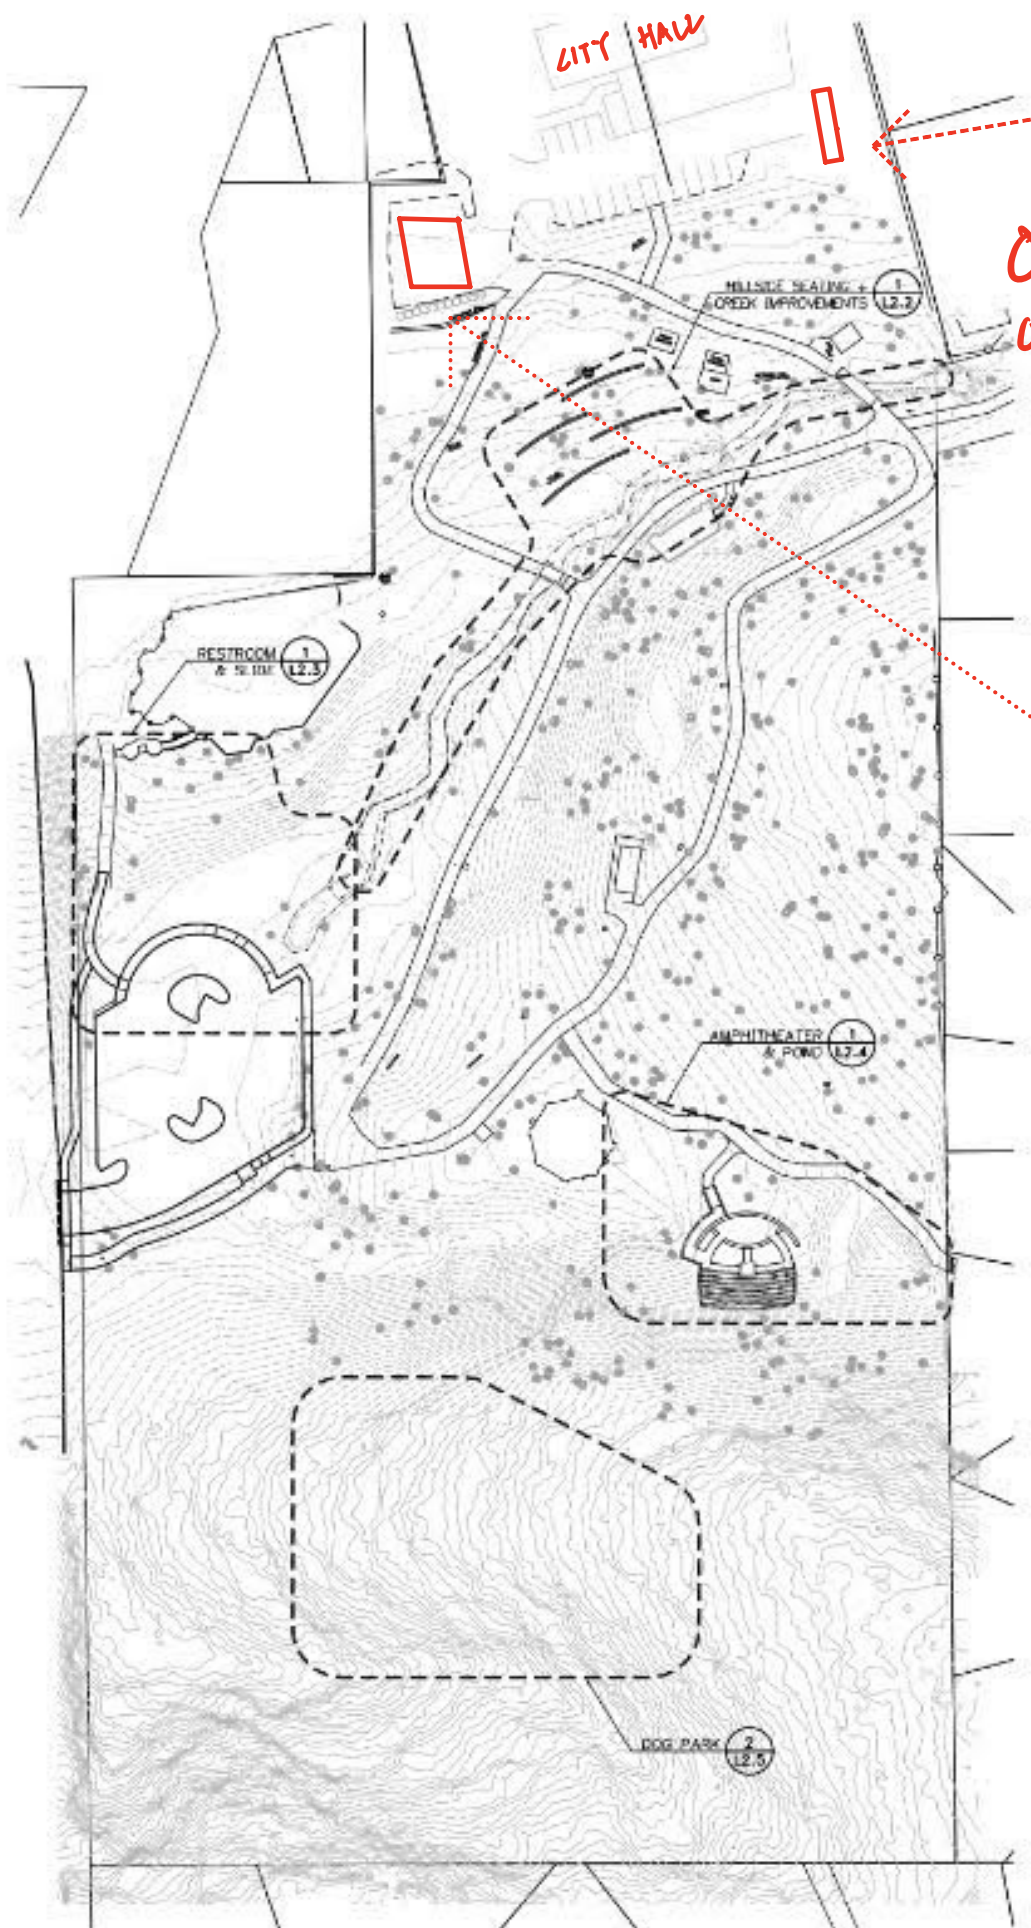 CITY HALL
HILLSIDE SEATING +
CREEK IMPROVEMENTS
1
L2.2
RESTROOM
& SLIDE
1
L2.3
AMPHITHEATER
& POND
1
L2.4
DOG PARK
2
L2.5